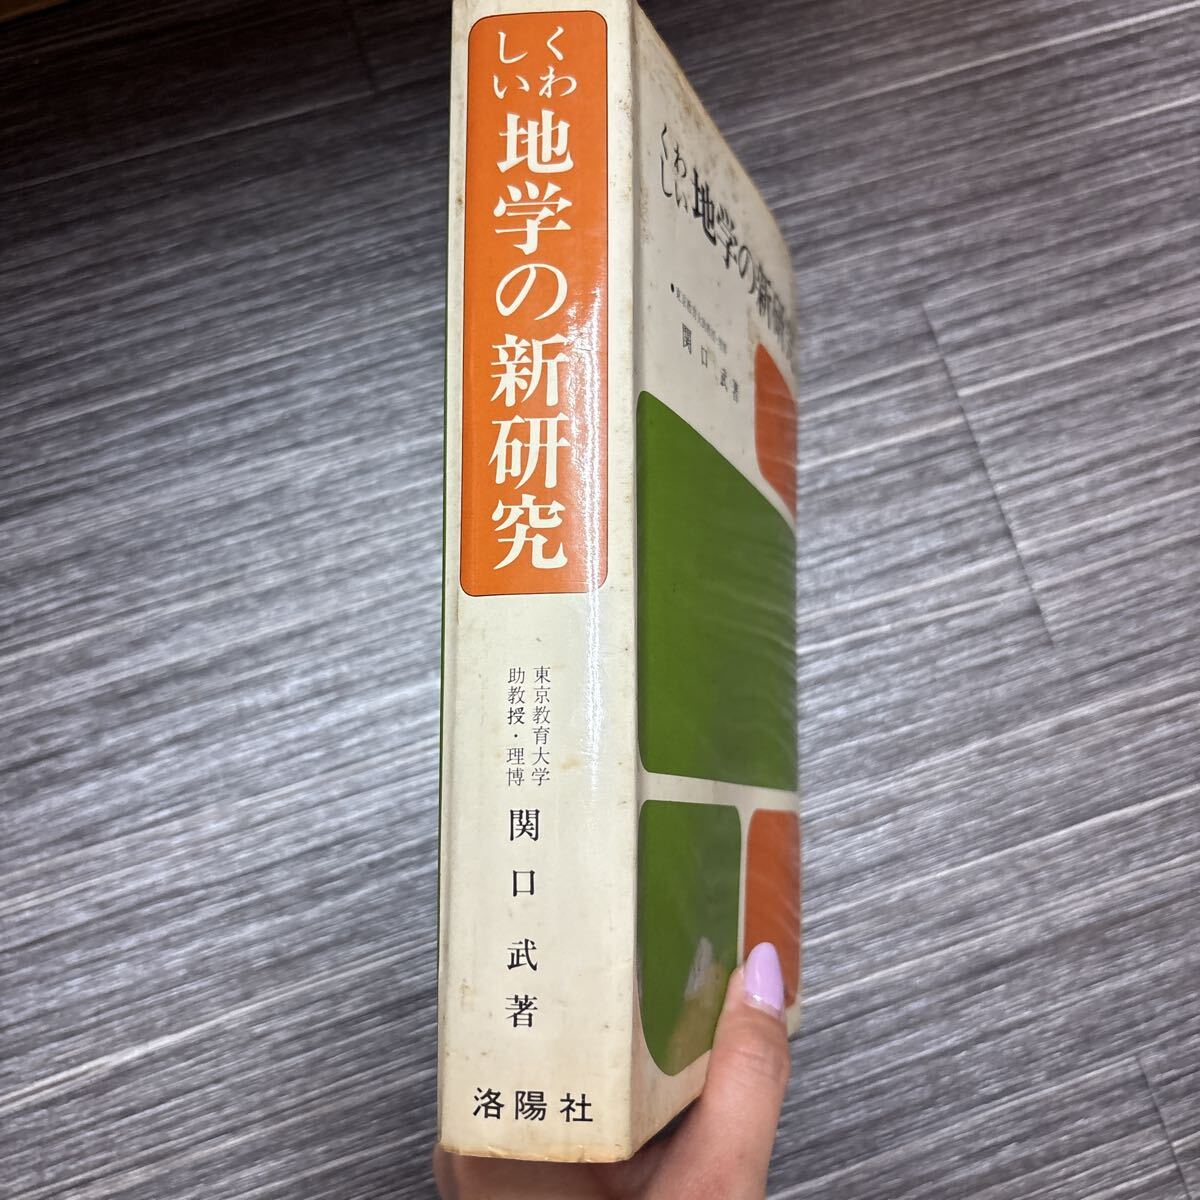 くわしい
地学の新研究
東京教育大学
助教授・理博
関口武著
洛陽社
くわしい
地学の新研究
関口武著